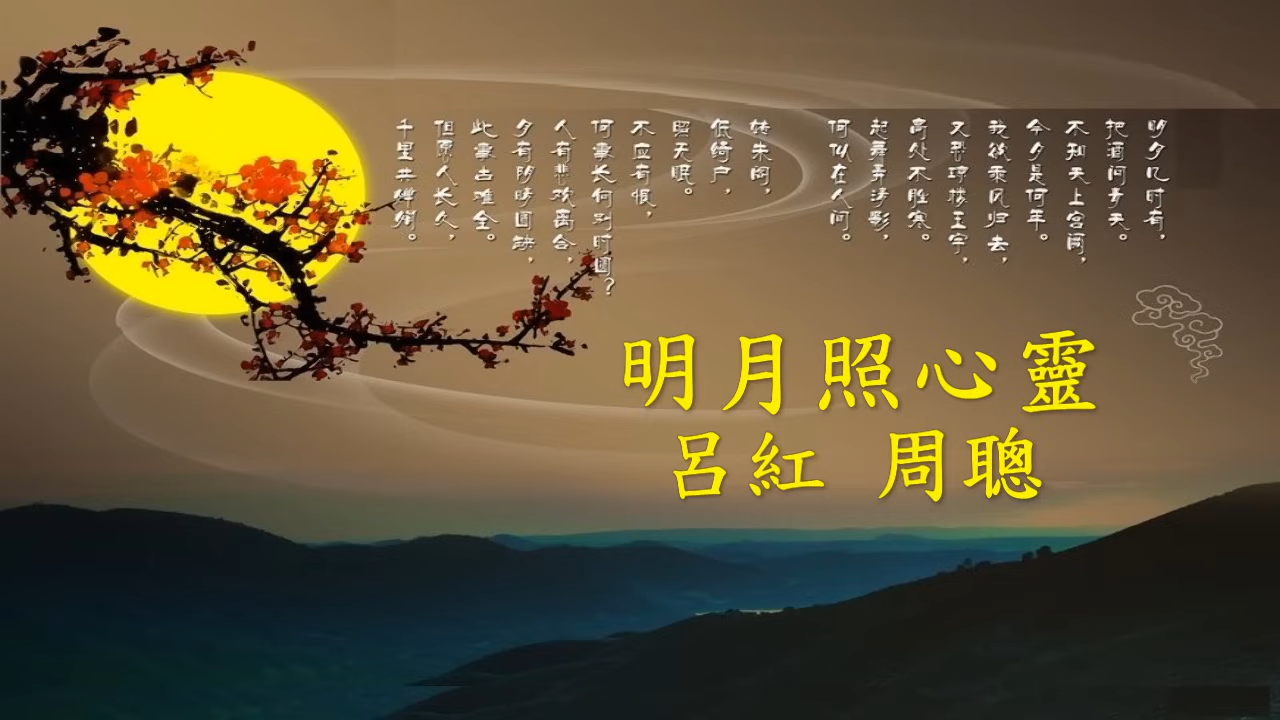 明月几时有，
把酒问青天。
不知天上宫阙，
今夕是何年。
我欲乘风归去，
又恐琼楼玉宇，
高处不胜寒。
起舞弄清影，
何似在人间。
转朱阁，
低绮户，
照无眠。
不应有恨，
何事长何别时圆？
人有悲欢离合，
月有阴晴圆缺，
此事古难全。
但愿人长久，
千里共婵娟。
明月照心靈
呂紅 周聰